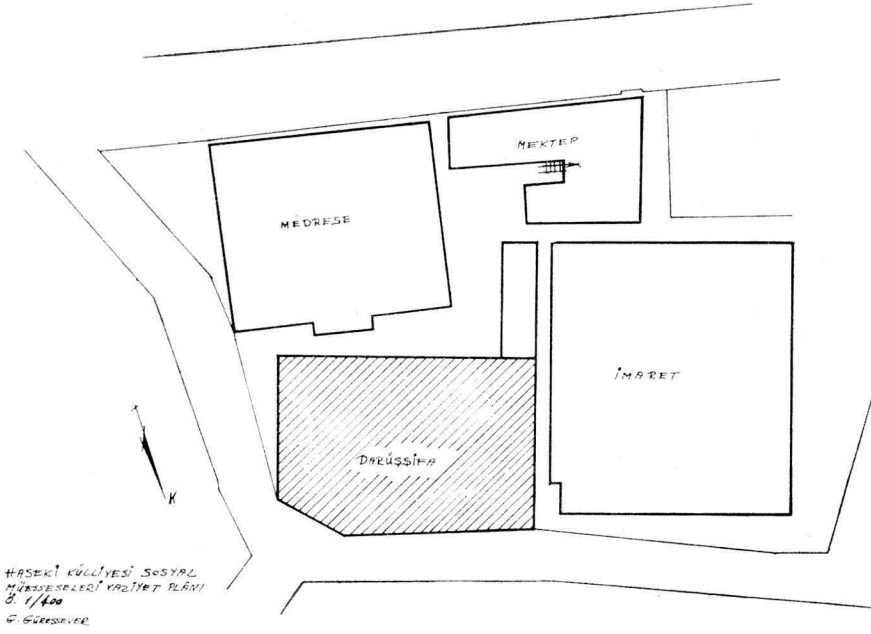 MEKTEP
MEDRESE
İMARET
DARÜŞŞİFA
K
HASEKİ KÜLLİYESİ SOSYAL
MÜESSESELERİ VAZİYET PLÂNI
Ö. 1/400
G. GÜRESSEVER